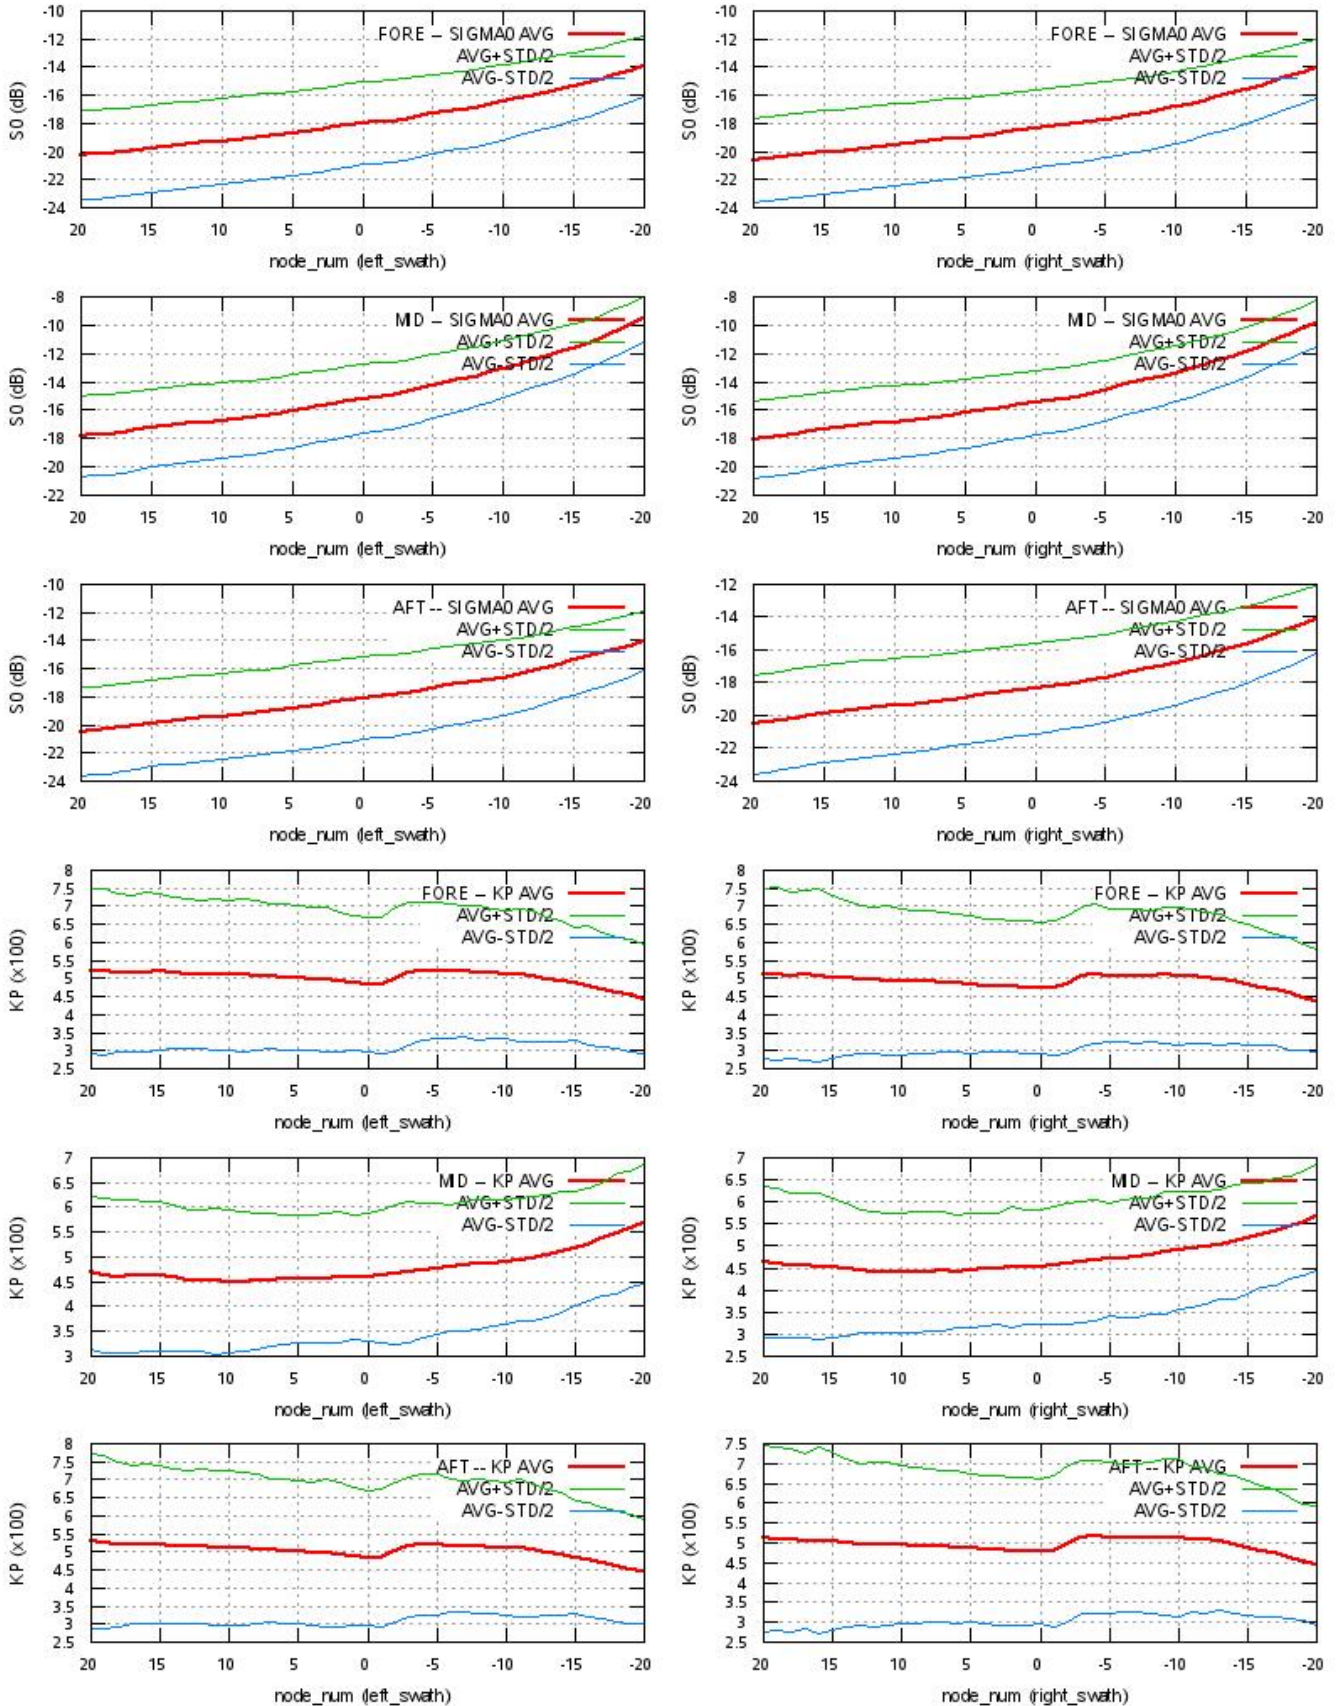 -10
-12
-14
-16
-18
-20
-22
-24
S0 (dB)
FORE – SIGMA0 AVG
AVG+STD/2
AVG-STD/2
20 15 10 5 0 -5 -10 -15 -20
node_num (left_swath)
-10
-12
-14
-16
-18
-20
-22
-24
S0 (dB)
FORE – SIGMA0 AVG
AVG+STD/2
AVG-STD/2
20 15 10 5 0 -5 -10 -15 -20
node_num (right_swath)
-8
-10
-12
-14
-16
-18
-20
-22
S0 (dB)
MID – SIGMA0 AVG
AVG+STD/2
AVG-STD/2
20 15 10 5 0 -5 -10 -15 -20
node_num (left_swath)
-8
-10
-12
-14
-16
-18
-20
-22
S0 (dB)
MID – SIGMA0 AVG
AVG+STD/2
AVG-STD/2
20 15 10 5 0 -5 -10 -15 -20
node_num (right_swath)
-10
-12
-14
-16
-18
-20
-22
-24
S0 (dB)
AFT -- SIGMA0 AVG
AVG+STD/2
AVG-STD/2
20 15 10 5 0 -5 -10 -15 -20
node_num (left_swath)
-12
-14
-16
-18
-20
-22
-24
S0 (dB)
AFT -- SIGMA0 AVG
AVG+STD/2
AVG-STD/2
20 15 10 5 0 -5 -10 -15 -20
node_num (right_swath)
8
7.5
7
6.5
6
5.5
5
4.5
4
3.5
3
2.5
KP (x100)
FORE – KP AVG
AVG+STD/2
AVG-STD/2
20 15 10 5 0 -5 -10 -15 -20
node_num (left_swath)
8
7.5
7
6.5
6
5.5
5
4.5
4
3.5
3
2.5
KP (x100)
FORE – KP AVG
AVG+STD/2
AVG-STD/2
20 15 10 5 0 -5 -10 -15 -20
node_num (right_swath)
7
6.5
6
5.5
5
4.5
4
3.5
3
KP (x100)
MID – KP AVG
AVG+STD/2
AVG-STD/2
20 15 10 5 0 -5 -10 -15 -20
node_num (left_swath)
7
6.5
6
5.5
5
4.5
4
3.5
3
2.5
KP (x100)
MID – KP AVG
AVG+STD/2
AVG-STD/2
20 15 10 5 0 -5 -10 -15 -20
node_num (right_swath)
8
7.5
7
6.5
6
5.5
5
4.5
4
3.5
3
2.5
KP (x100)
AFT -- KP AVG
AVG+STD/2
AVG-STD/2
20 15 10 5 0 -5 -10 -15 -20
node_num (left_swath)
7.5
7
6.5
6
5.5
5
4.5
4
3.5
3
2.5
KP (x100)
AFT -- KP AVG
AVG+STD/2
AVG-STD/2
20 15 10 5 0 -5 -10 -15 -20
node_num (right_swath)